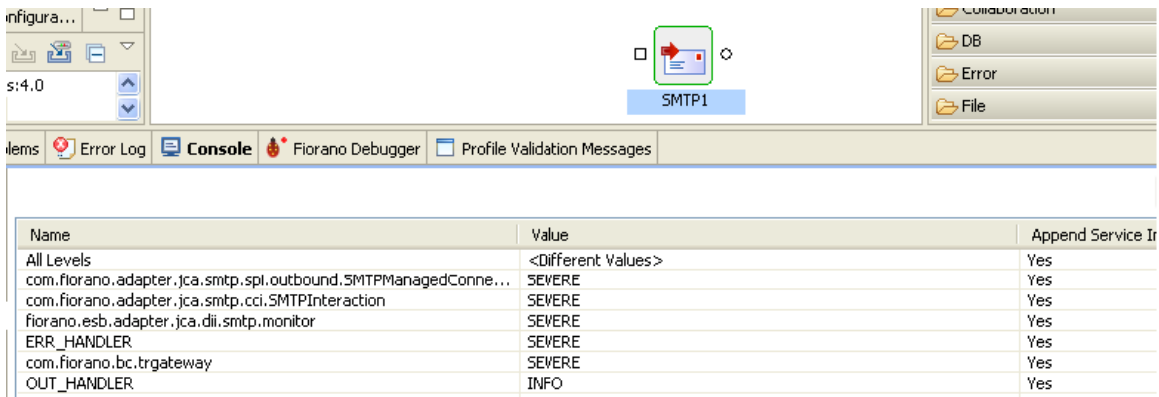 onfigura...
s:4.0
SMTP1
Collaboration
DB
Error
File
blems Error Log Console Fiorano Debugger Profile Validation Messages
Name Value Append Service In
All Levels <Different Values> Yes
com.fiorano.adapter.jca.smtp.spi.outbound.SMTPManagedConne... SEVERE Yes
com.fiorano.adapter.jca.smtp.cci.SMTPInteraction SEVERE Yes
fiorano.esb.adapter.jca.dii.smtp.monitor SEVERE Yes
ERR_HANDLER SEVERE Yes
com.fiorano.bc.trgateway SEVERE Yes
OUT_HANDLER INFO Yes